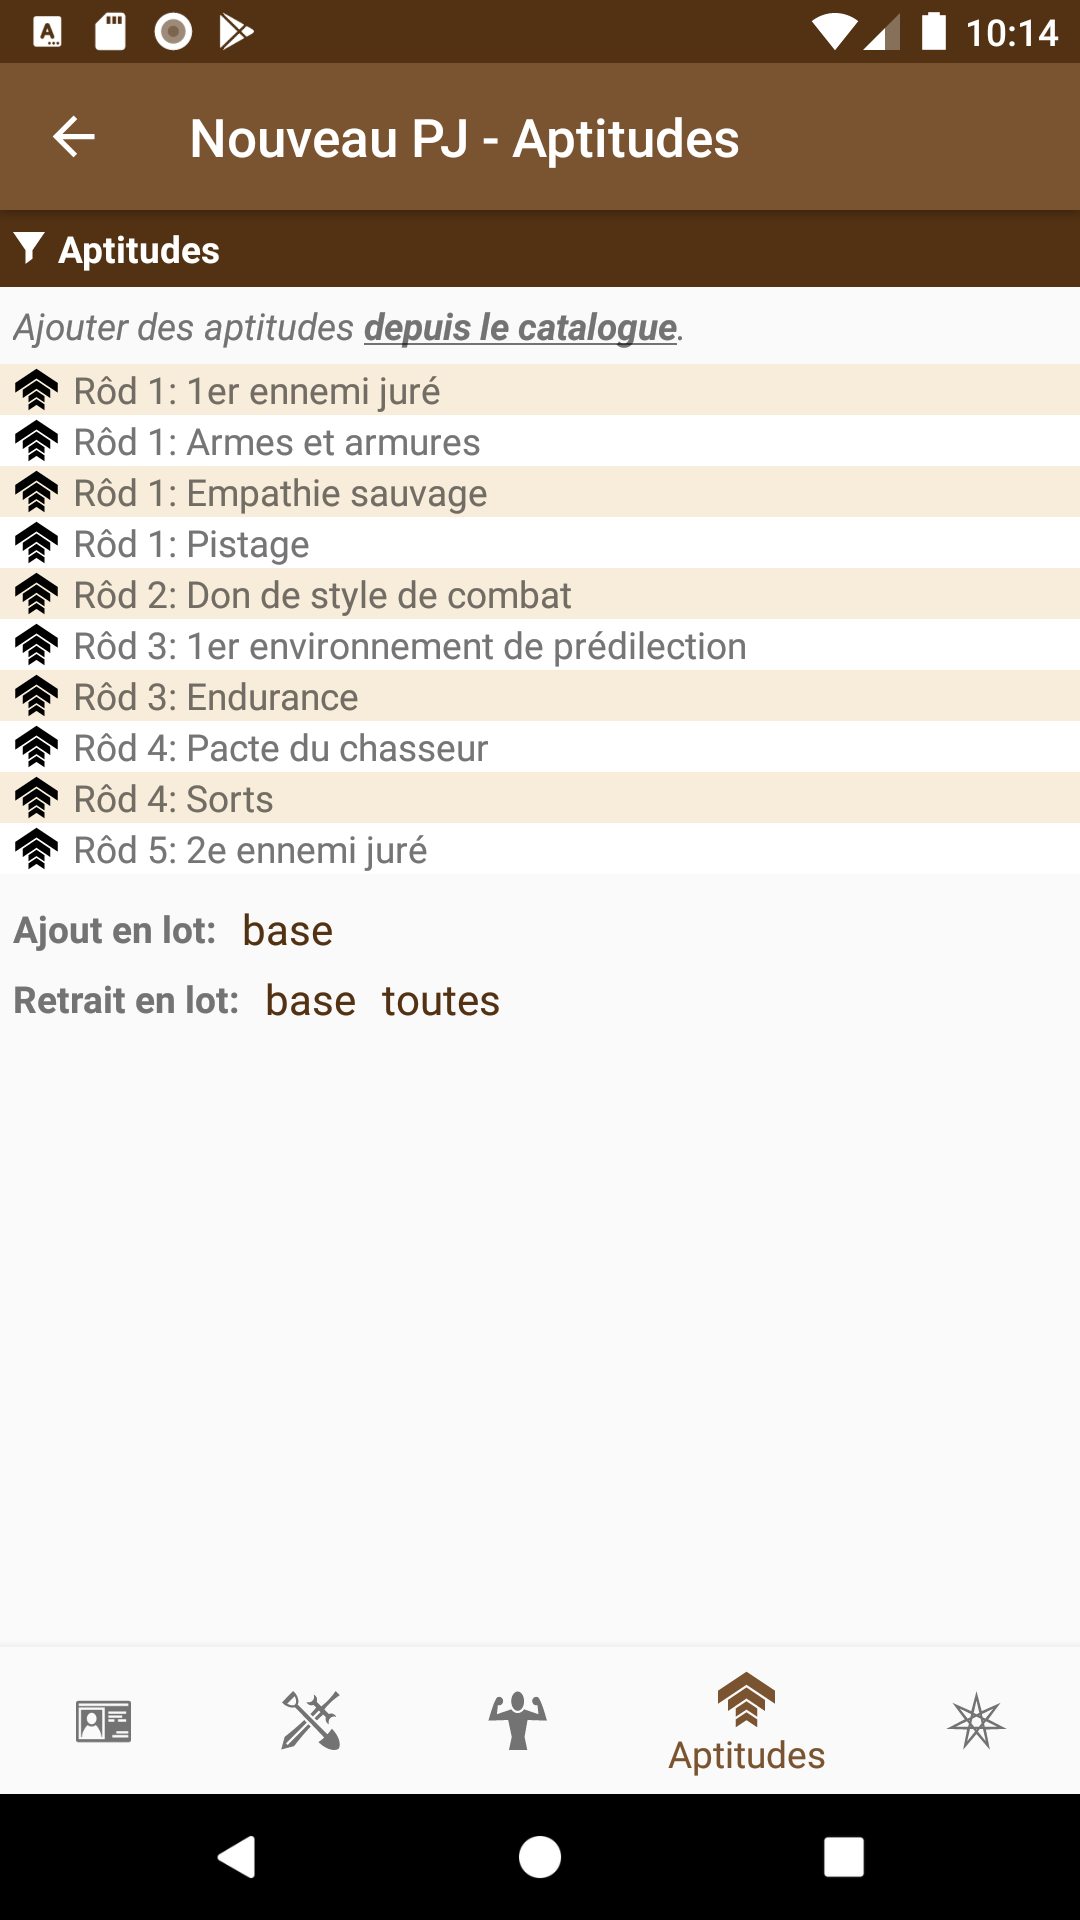 10:14
Nouveau PJ - Aptitudes
Aptitudes
Ajouter des aptitudes depuis le catalogue.
Rôd 1: 1er ennemi juré
Rôd 1: Armes et armures
Rôd 1: Empathie sauvage
Rôd 1: Pistage
Rôd 2: Don de style de combat
Rôd 3: 1er environnement de prédilection
Rôd 3: Endurance
Rôd 4: Pacte du chasseur
Rôd 4: Sorts
Rôd 5: 2e ennemi juré
Ajout en lot: base
Retrait en lot: base toutes
Aptitudes